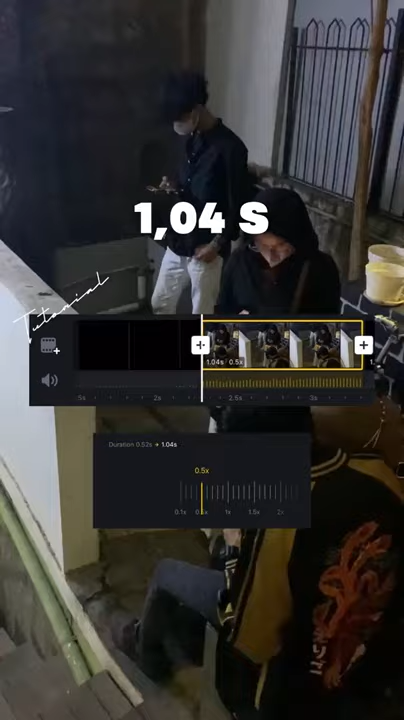 1,04 S
Tutorial
1.04s 0.5x
2s 2.5s 3s
Duration 0.52s → 1.04s
0.5x
0.1x 0.5x 1x 1.5x 2x